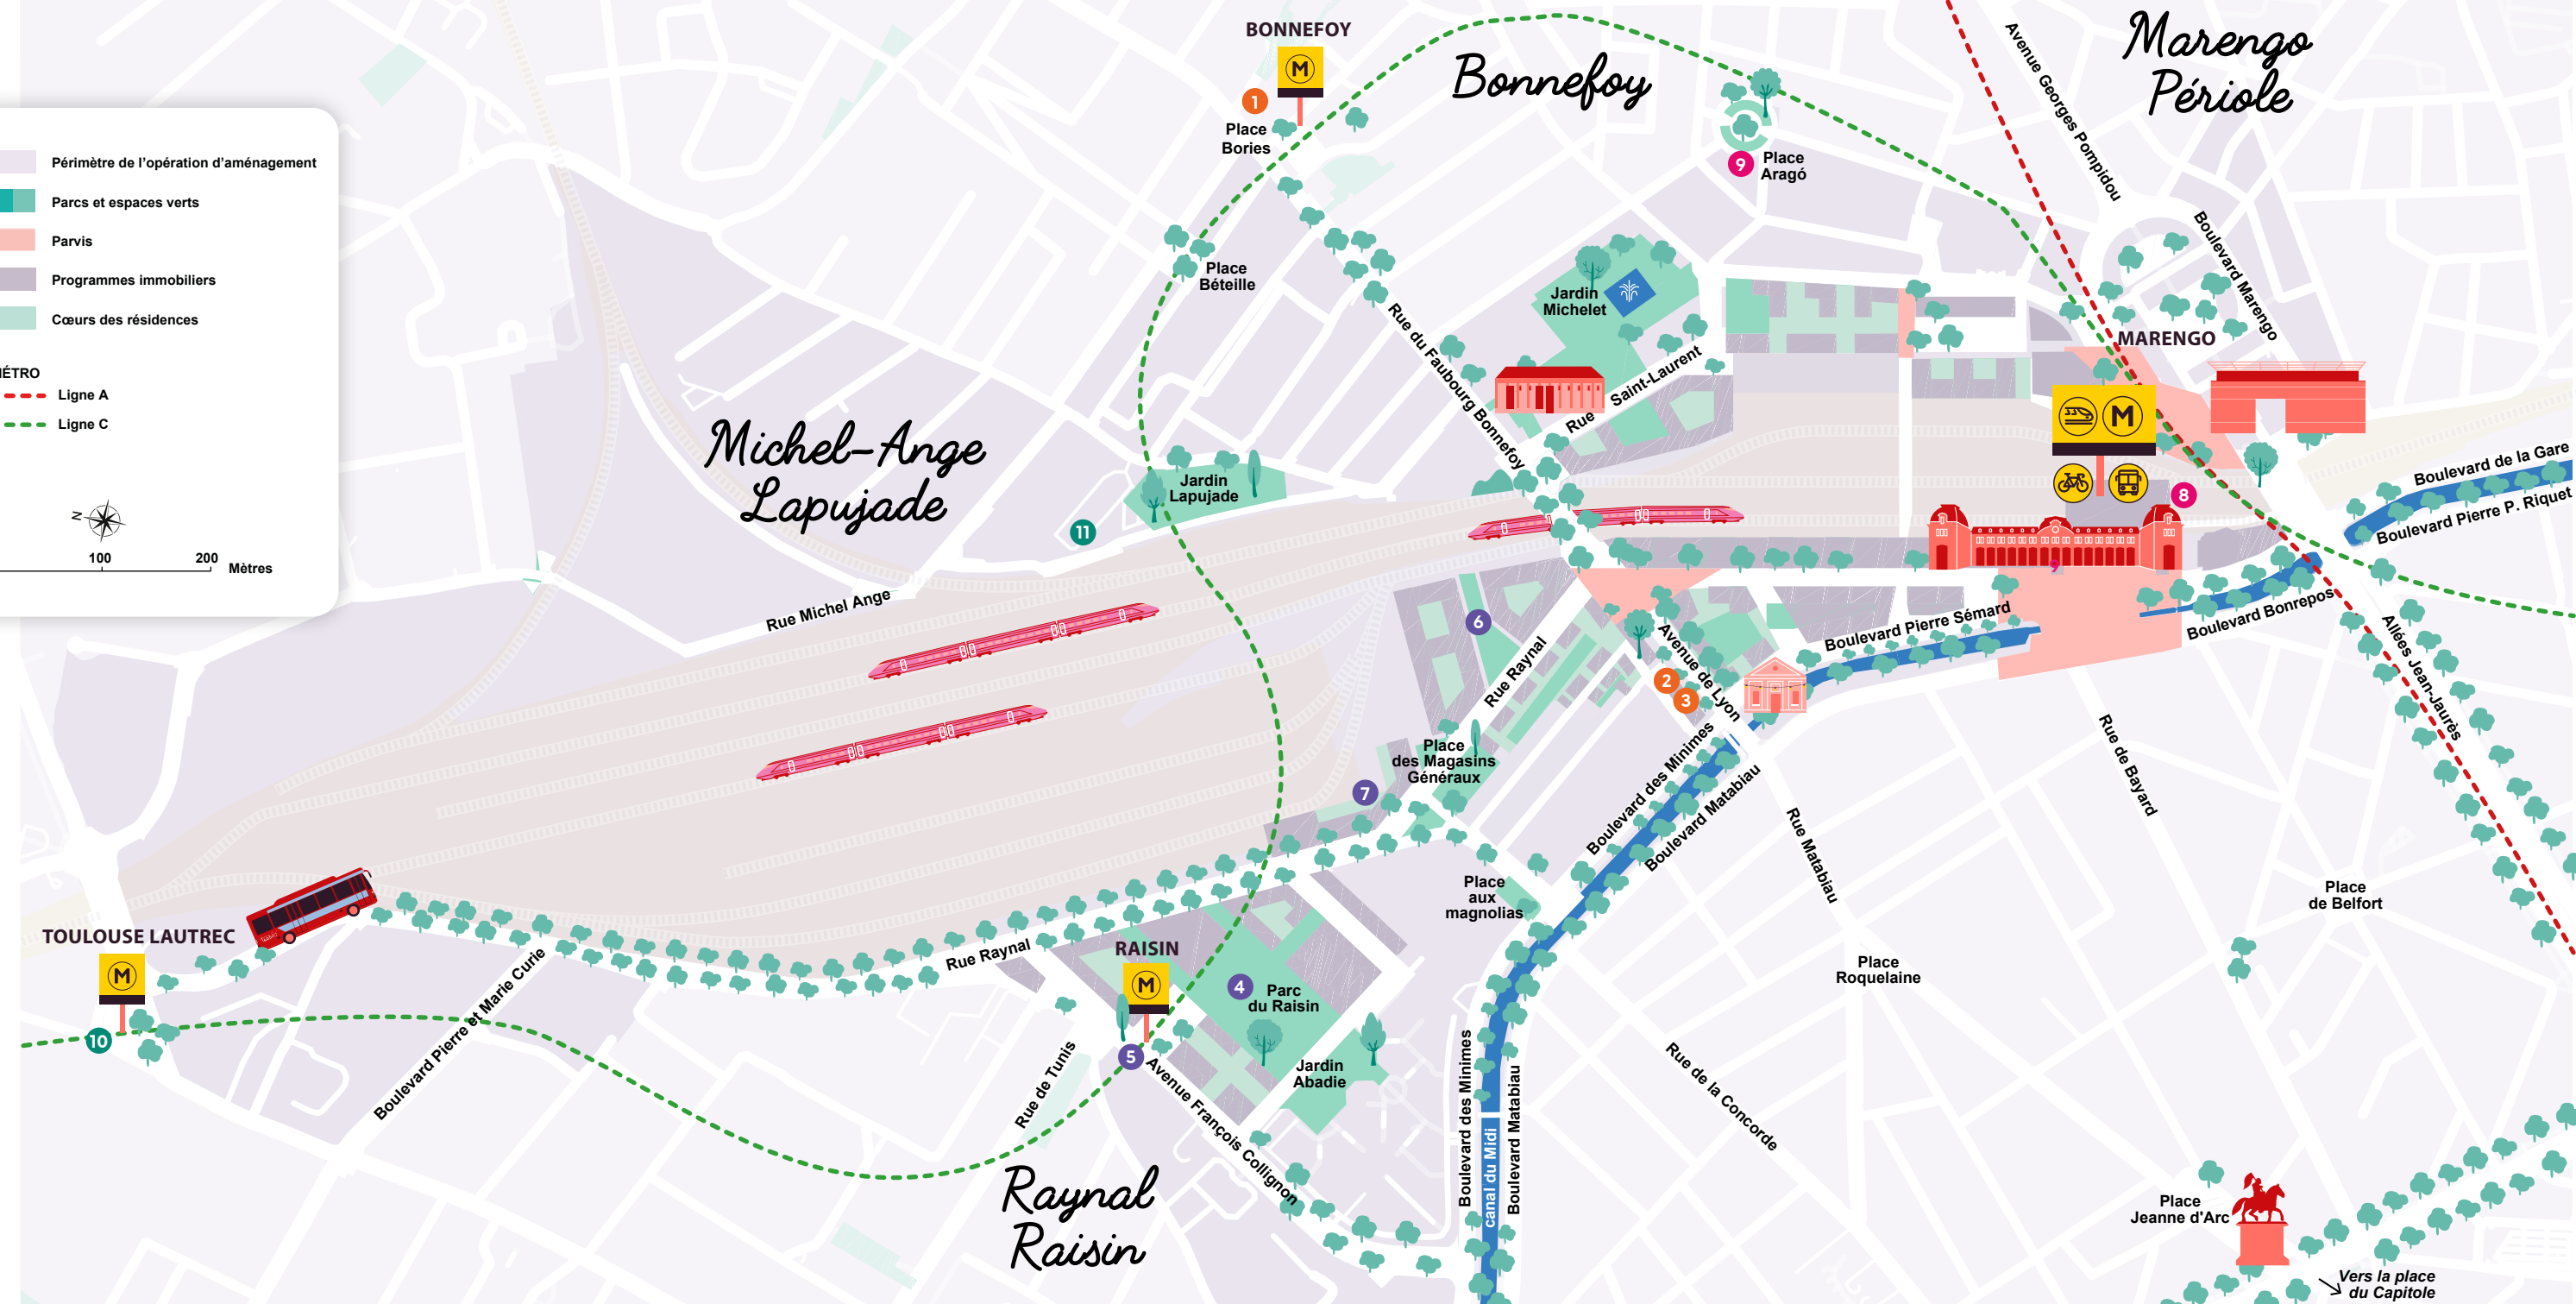 Périmètre de l'opération d'aménagement
Parcs et espaces verts
Parvis
Programmes immobiliers
Cœurs des résidences
ÉTRO
Ligne A
Ligne C
N
100
200
Mètres
BONNEFOY
M
1
Place
Bories
Bonnefoy
Marengo
Périole
Avenue Georges Pompidou
9
Place
Aragó
Place
Béteille
Boulevard Marengo
Jardin
Michelet
Rue du Faubourg Bonnefoy
Rue Saint-Laurent
MARENGO
M
Michel-Ange
Lapujade
Jardin
Lapujade
11
8
Boulevard de la Gare
Boulevard Pierre P. Riquet
Rue Michel Ange
6
Rue Raynal
Avenue de Lyon
2
3
Boulevard Pierre Sémard
Boulevard Bonrepos
Allées Jean-Jaurès
Place
des Magasins
Généraux
7
Boulevard des Minimes
Boulevard Matabiau
Rue de Bayard
Rue Matabiau
Place
aux
magnolias
Place
de Belfort
Place
Roquelaine
TOULOUSE LAUTREC
M
10
Boulevard Pierre et Marie Curie
Rue Raynal
RAISIN
M
4
Parc
du Raisin
5
Jardin
Abadie
Rue de Tunis
Avenue François Collignon
Boulevard des Minimes
canal du Midi
Boulevard Matabiau
Rue de la Concorde
Raynal
Raisin
Place
Jeanne d'Arc
Vers la place
du Capitole